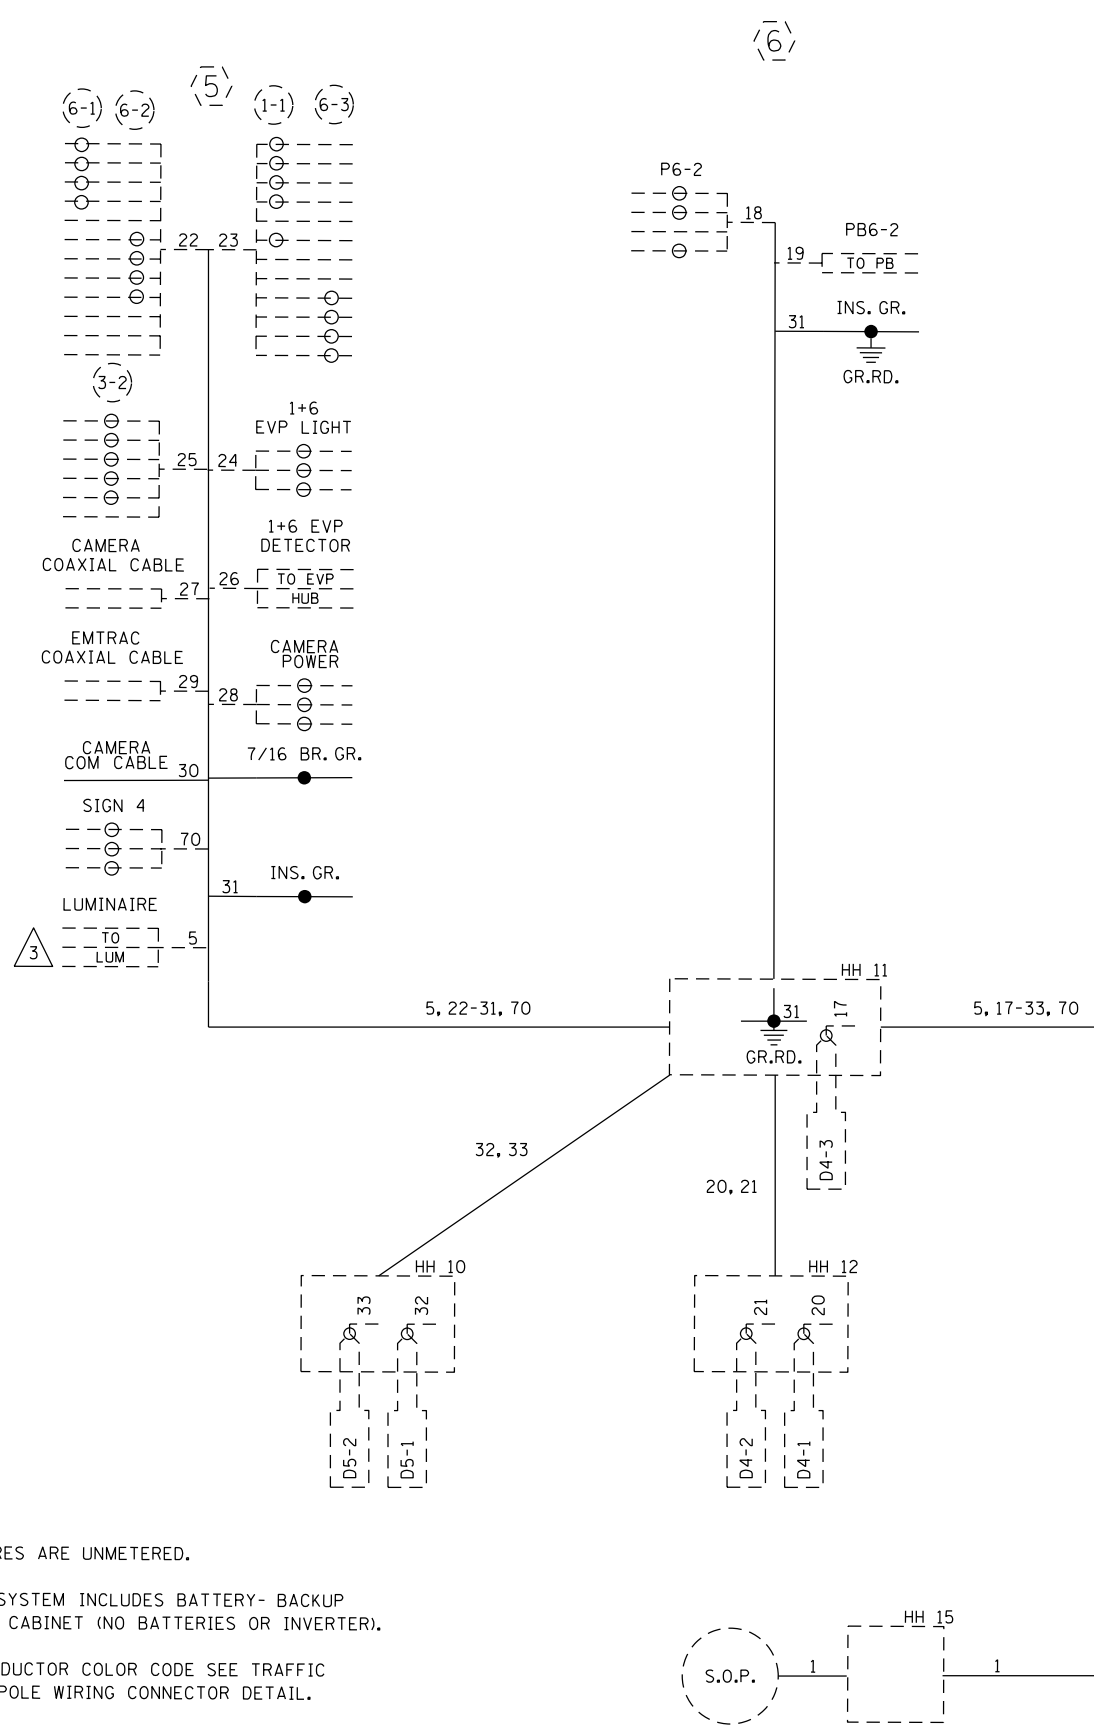 6
5
6-1
6-2
1-1
6-3
P6-2
18
PB6-2
22
23
19
TO PB
INS. GR.
31
GR.RD.
3-2
1+6
EVP LIGHT
25
24
1+6 EVP
DETECTOR
CAMERA
COAXIAL CABLE
26
TO EVP
HUB
27
EMTRAC
COAXIAL CABLE
CAMERA
POWER
29
28
CAMERA
COM CABLE
30
7/16 BR. GR.
SIGN 4
70
INS. GR.
31
LUMINAIRE
3
TO
LUM
5
HH 11
5, 22-31, 70
31
GR.RD.
17
5, 17-33, 70
D4-3
32, 33
20, 21
HH 10
33
32
HH 12
21
20
D5-2
D5-1
D4-2
D4-1
RES ARE UNMETERED.
SYSTEM INCLUDES BATTERY- BACKUP
CABINET (NO BATTERIES OR INVERTER).
DUCTOR COLOR CODE SEE TRAFFIC
POLE WIRING CONNECTOR DETAIL.
HH 15
S.O.P.
1
1